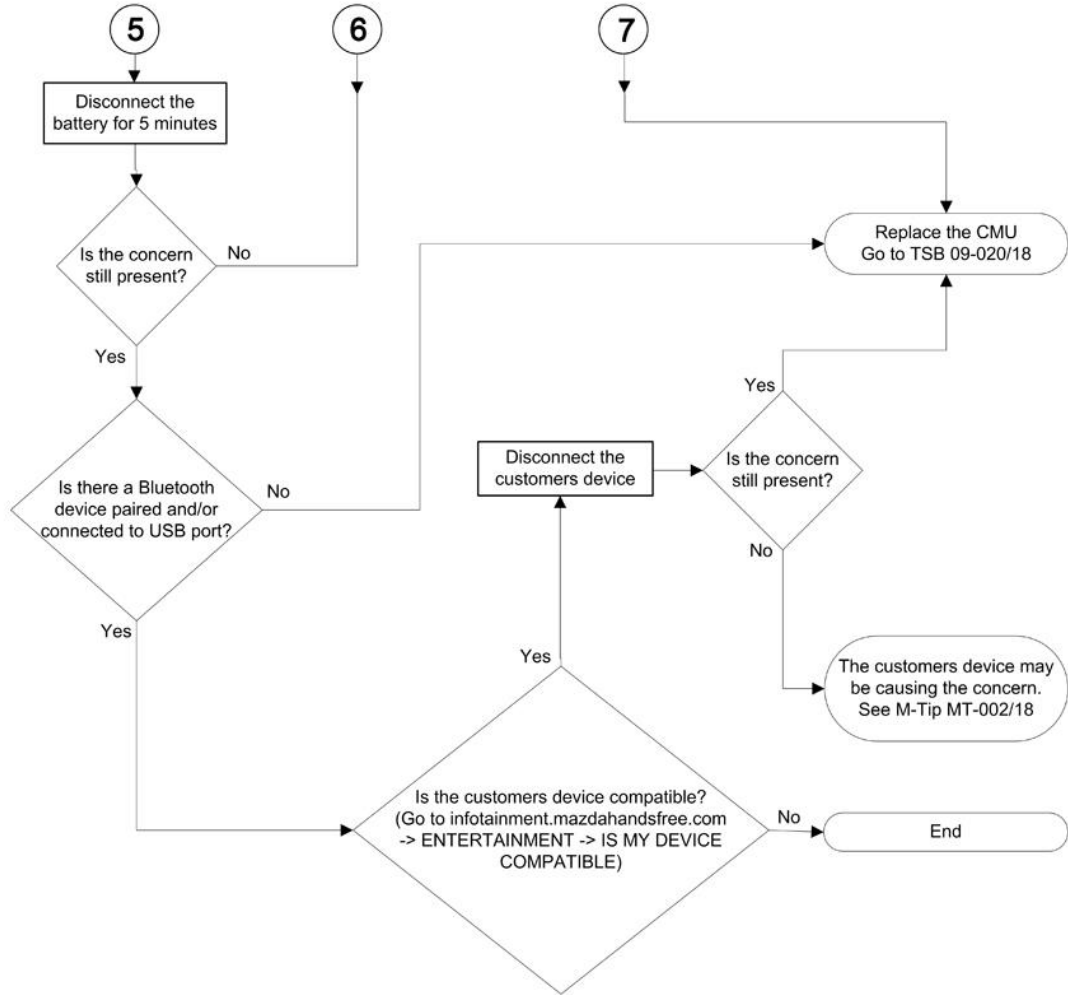 5
6
7
Disconnect the
battery for 5 minutes
Is the concern
still present?
No
Yes
Replace the CMU
Go to TSB 09-020/18
Is there a Bluetooth
device paired and/or
connected to USB port?
No
Yes
Disconnect the
customers device
Is the concern
still present?
Yes
No
The customers device may
be causing the concern.
See M-Tip MT-002/18
Yes
Is the customers device compatible?
(Go to infotainment.mazdahandsfree.com
-> ENTERTAINMENT -> IS MY DEVICE
COMPATIBLE)
No
End